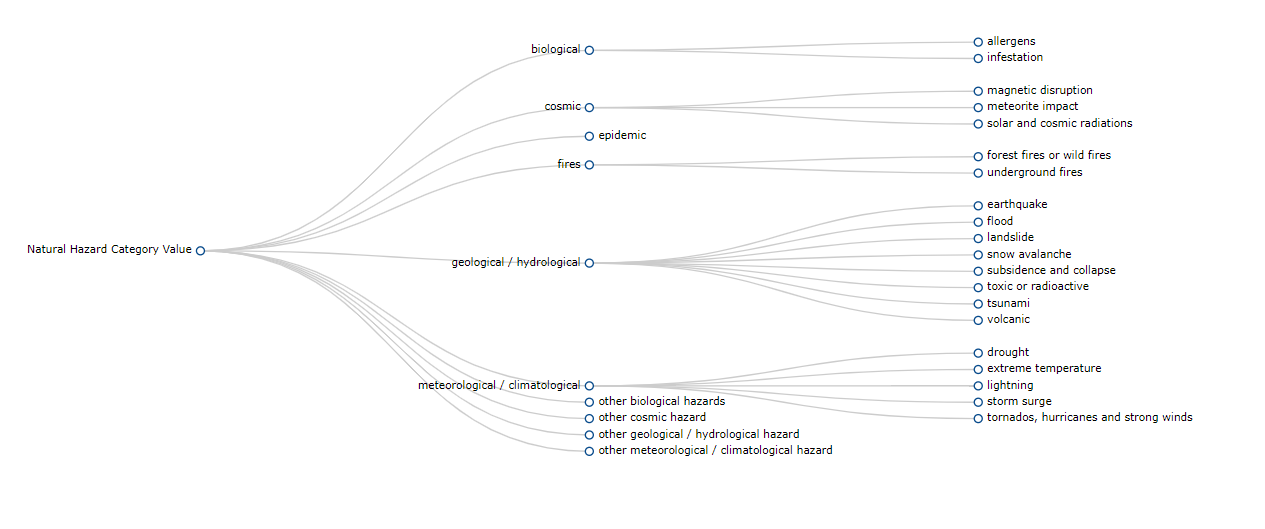 Natural Hazard Category Value
biological
allergens
infestation
cosmic
magnetic disruption
meteorite impact
solar and cosmic radiations
epidemic
fires
forest fires or wild fires
underground fires
geological / hydrological
earthquake
flood
landslide
snow avalanche
subsidence and collapse
toxic or radioactive
tsunami
volcanic
meteorological / climatological
drought
extreme temperature
lightning
storm surge
tornados, hurricanes and strong winds
other biological hazards
other cosmic hazard
other geological / hydrological hazard
other meteorological / climatological hazard